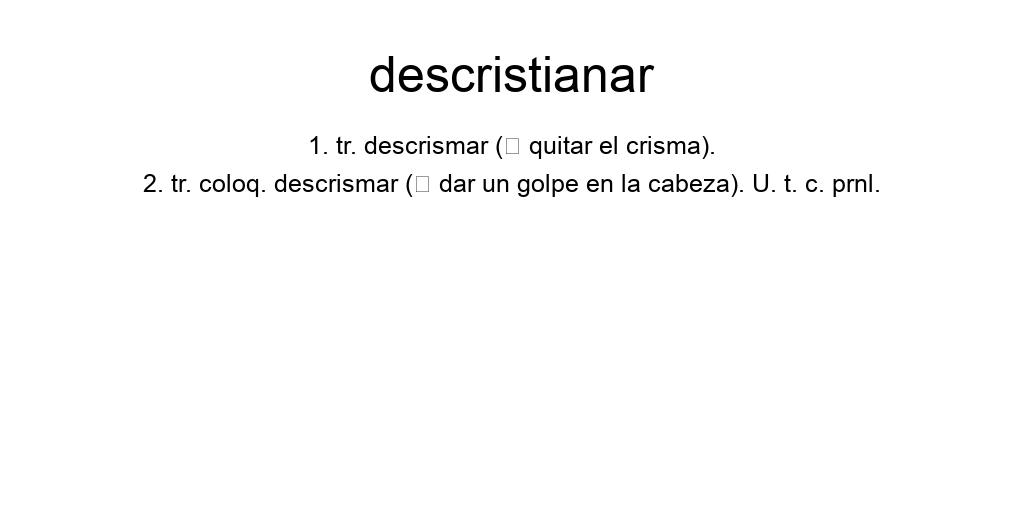 descristianar
1. tr. descrismar (□ quitar el crisma).
2. tr. coloq. descrismar (□ dar un golpe en la cabeza). U. t. c. prnl.